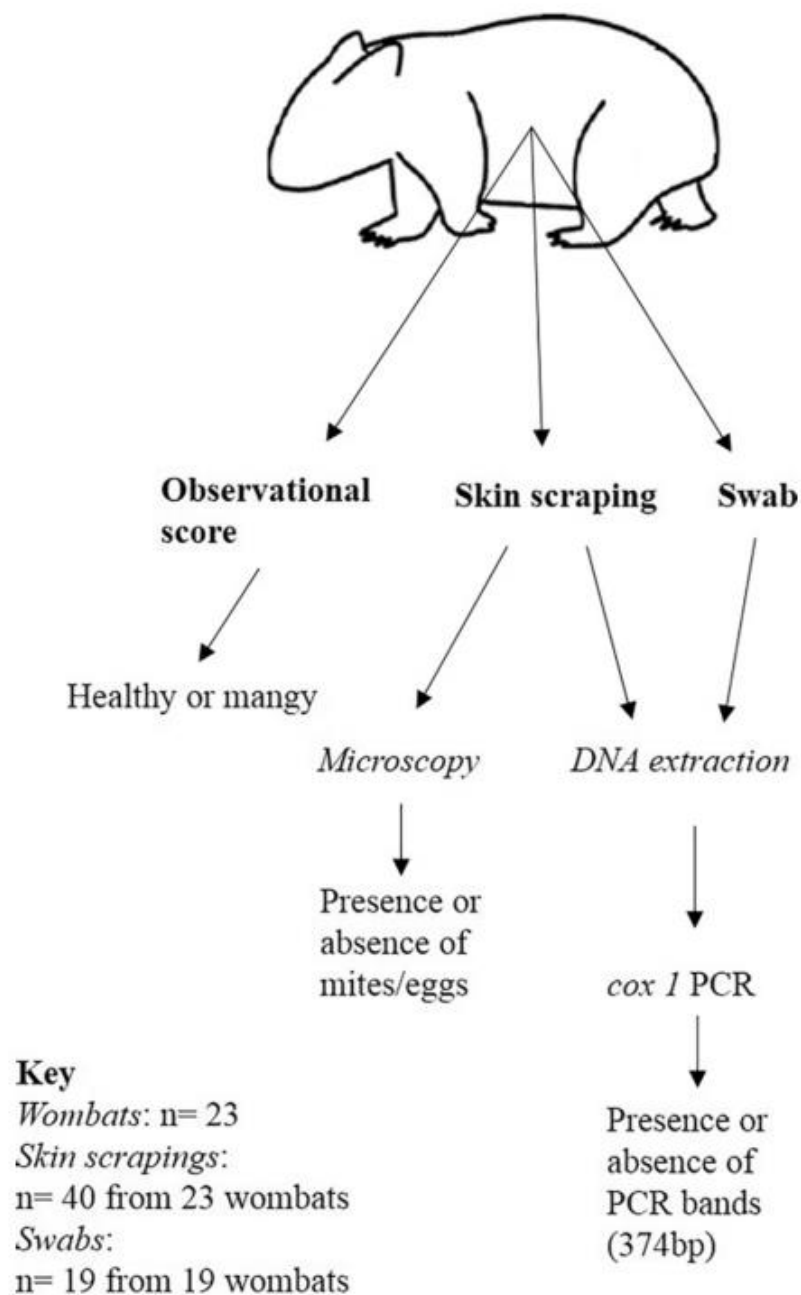 Observational
score
Skin scraping
Swab
Healthy or mangy
Microscopy
DNA extraction
Presence or
absence of
mites/eggs
cox 1 PCR
Presence or
absence of
PCR bands
(374bp)
Key
Wombats: n= 23
Skin scrapings:
n= 40 from 23 wombats
Swabs:
n= 19 from 19 wombats